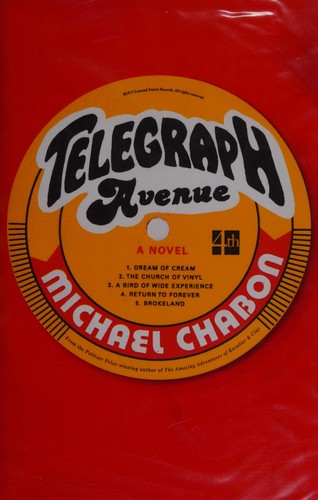 TELEGRAPH
Avenue
A NOVEL
4th
1. DREAM OF CREAM
2. THE CHURCH OF VINYL
3. A BIRD OF WIDE EXPERIENCE
4. RETURN TO FOREVER
5. BROKELAND
MICHAEL CHABON
From the Pulitzer Prize-winning author of The Amazing Adventures of Kavalier & Clay